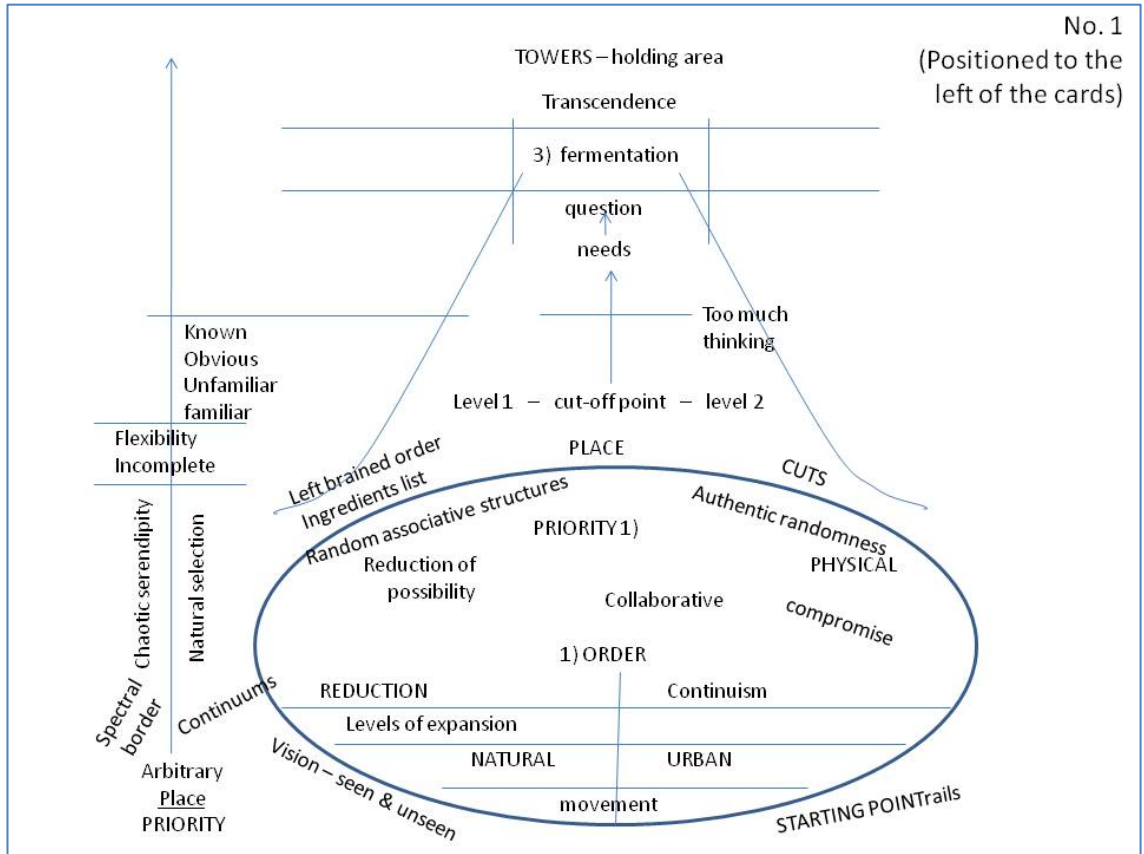 No. 1
(Positioned to the
left of the cards)
TOWERS – holding area
Transcendence
3) fermentation
question
needs
Too much
thinking
Known
Obvious
Unfamiliar
familiar
Level 1 – cut-off point – level 2
Flexibility
Incomplete
PLACE
CUTS
Left brained order
Ingredients list
Random associative structures
Authentic randomness
PRIORITY 1)
PHYSICAL
Reduction of
possibility
Collaborative
compromise
Chaotic serendipity
Natural selection
1) ORDER
REDUCTION
Continuism
Spectral
border
Continuums
Levels of expansion
NATURAL
URBAN
Vision – seen & unseen
movement
STARTING POINTrails
Arbitrary
Place
PRIORITY